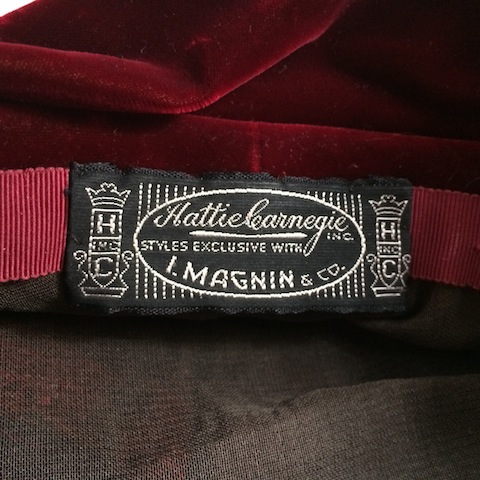 Hattie Carnegie
INC.
STYLES EXCLUSIVE WITH
I. MAGNIN & CO.
H
INC
C
H
INC
C